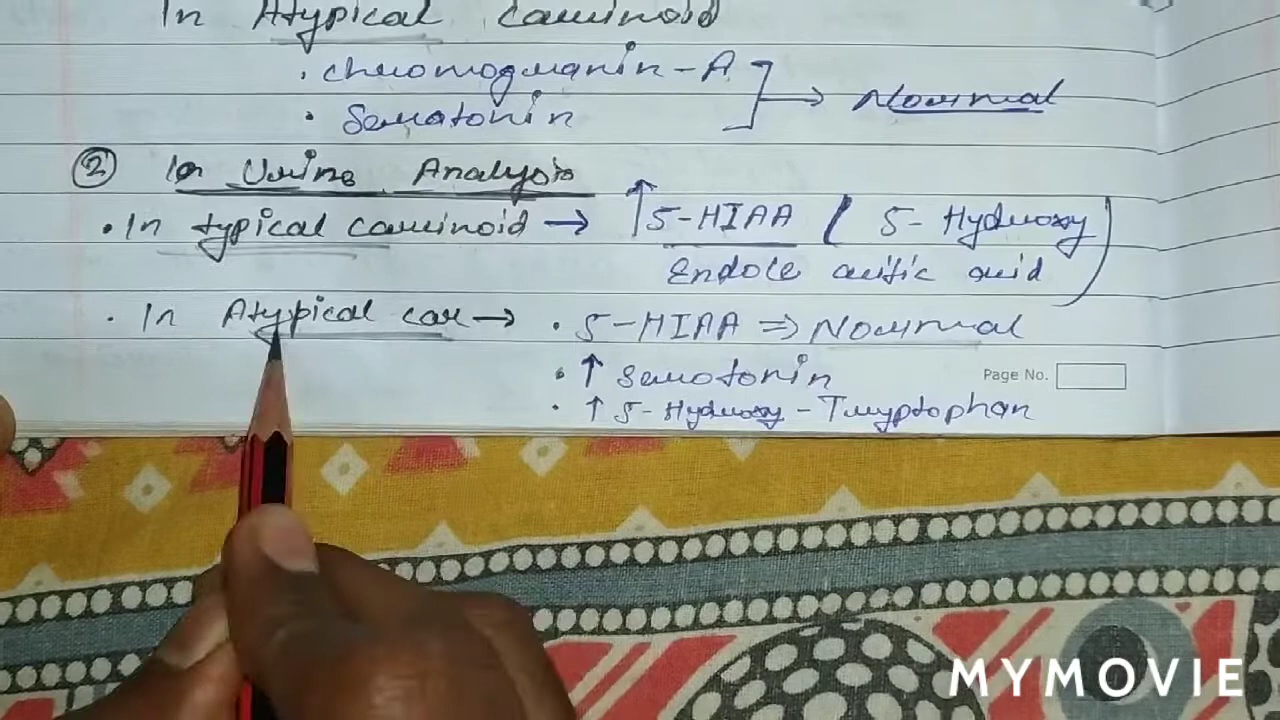 In Atypical Carcinoid
• Chromogranin-A
• Serotonin
→ Normal
② In Urine Analysis
• In typical Carcinoid → ↑ 5-HIAA ( 5-Hydroxy
Endole acitic acid )
• In Atypical Car → • 5-HIAA ⇒ Normal
• ↑ Serotonin
• ↑ 5-Hydroxy-Tryptophan
Page No.
MYMOVIE